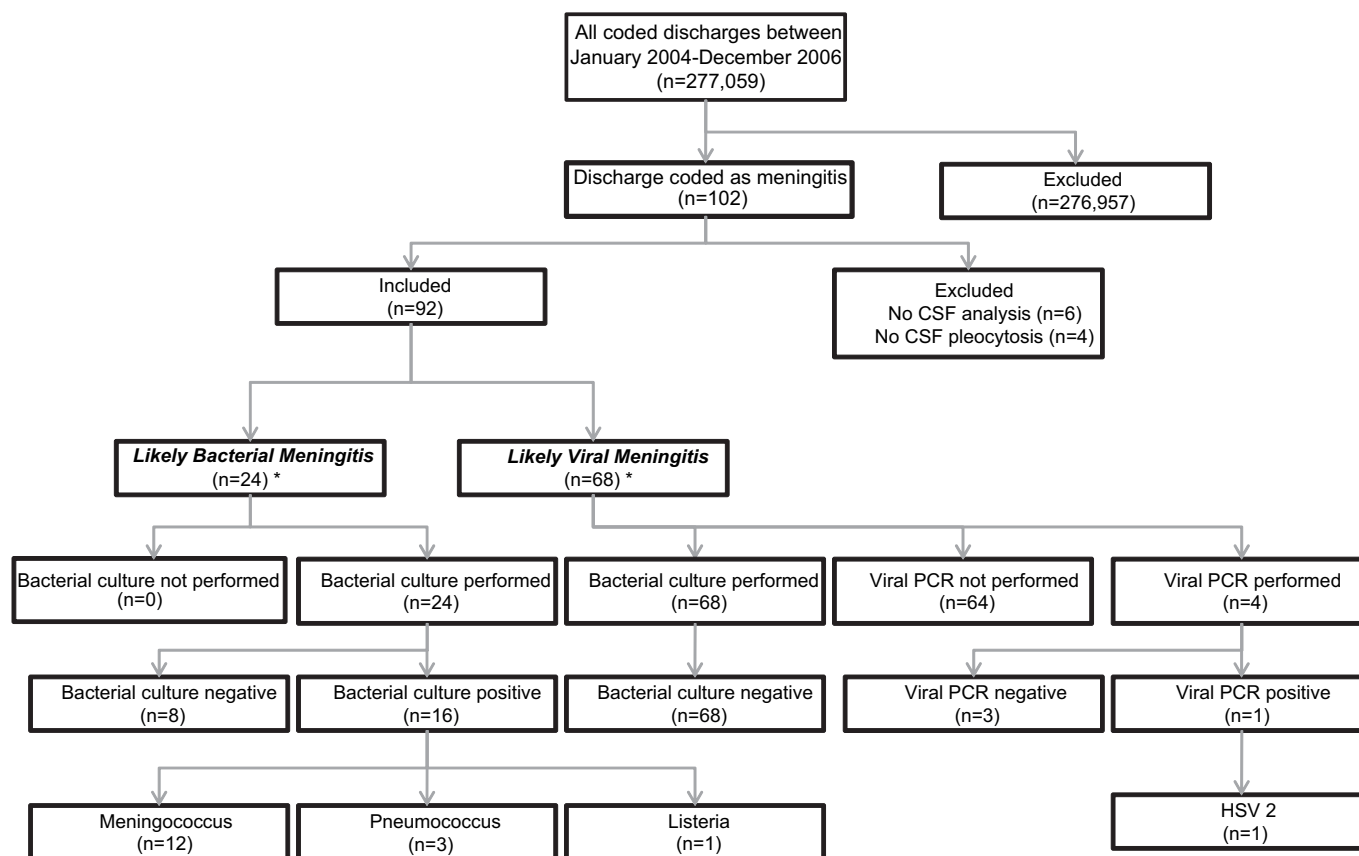 All coded discharges between
January 2004-December 2006
(n=277,059)
Discharge coded as meningitis
(n=102)
Excluded
(n=276,957)
Included
(n=92)
Excluded
No CSF analysis (n=6)
No CSF pleocytosis (n=4)
Likely Bacterial Meningitis
(n=24) *
Likely Viral Meningitis
(n=68) *
Bacterial culture not performed
(n=0)
Bacterial culture performed
(n=24)
Bacterial culture performed
(n=68)
Viral PCR not performed
(n=64)
Viral PCR performed
(n=4)
Bacterial culture negative
(n=8)
Bacterial culture positive
(n=16)
Bacterial culture negative
(n=68)
Viral PCR negative
(n=3)
Viral PCR positive
(n=1)
Meningococcus
(n=12)
Pneumococcus
(n=3)
Listeria
(n=1)
HSV 2
(n=1)